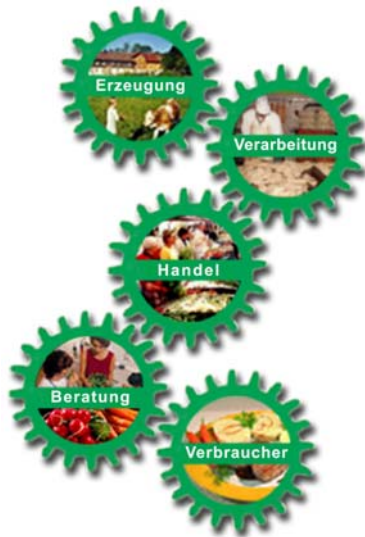 Erzeugung
Verarbeitung
Handel
Beratung
Verbraucher